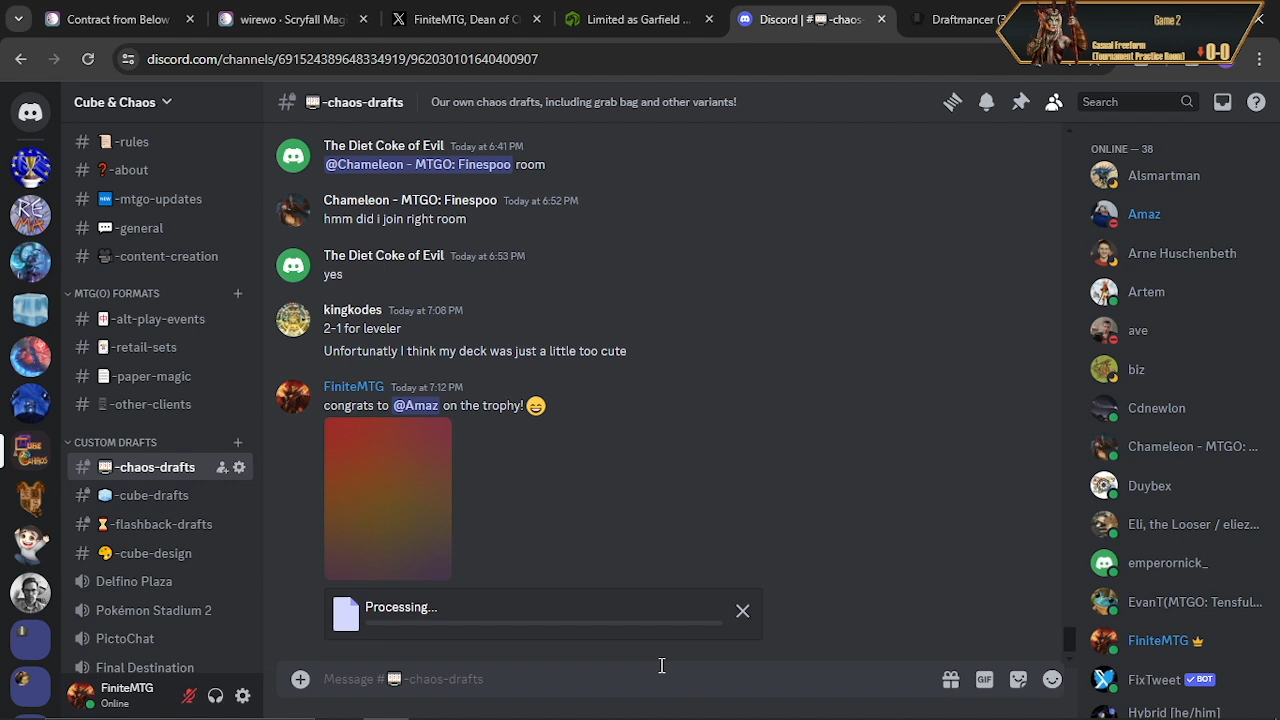 Contract from Below
wirewo · Scryfall Mag
FiniteMTG, Dean of C
Limited as Garfield ...
Discord | #-chaos-
Draftmancer (3
Game 2
Casual Freeform
(Tournament Practice Room)
0-0
discord.com/channels/691524389648334919/960730101640400907
Cube & Chaos
-chaos-drafts
Our own chaos drafts, including grab bag and other variants!
Search
-rules
-about
NEW -mtgo-updates
-general
-content-creation
MTG(O) FORMATS
-alt-play-events
-retail-sets
-paper-magic
-other-clients
CUSTOM DRAFTS
-chaos-drafts
-cube-drafts
-flashback-drafts
-cube-design
Delfino Plaza
Pokémon Stadium 2
PictoChat
Final Destination
FiniteMTG
Online
The Diet Coke of Evil Today at 6:41 PM
@Chameleon - MTGO: Finespoo room
Chameleon - MTGO: Finespoo Today at 6:52 PM
hmm did i join right room
The Diet Coke of Evil Today at 6:53 PM
yes
kingkodes Today at 7:08 PM
2-1 for leveler
Unfortunatly I think my deck was just a little too cute
FiniteMTG Today at 7:12 PM
congrats to @Amaz on the trophy!
Processing...
Message #-chaos-drafts
GIF
ONLINE — 38
Alsmartman
Amaz
Arne Huschenbeth
Artem
ave
biz
Cdnewlon
Chameleon - MTGO: ...
Duybex
Eli, the Looser / eliez...
emperornick_
EvanT(MTGO: Tensful...
FiniteMTG
FixTweet BOT
Hybrid [he/him]